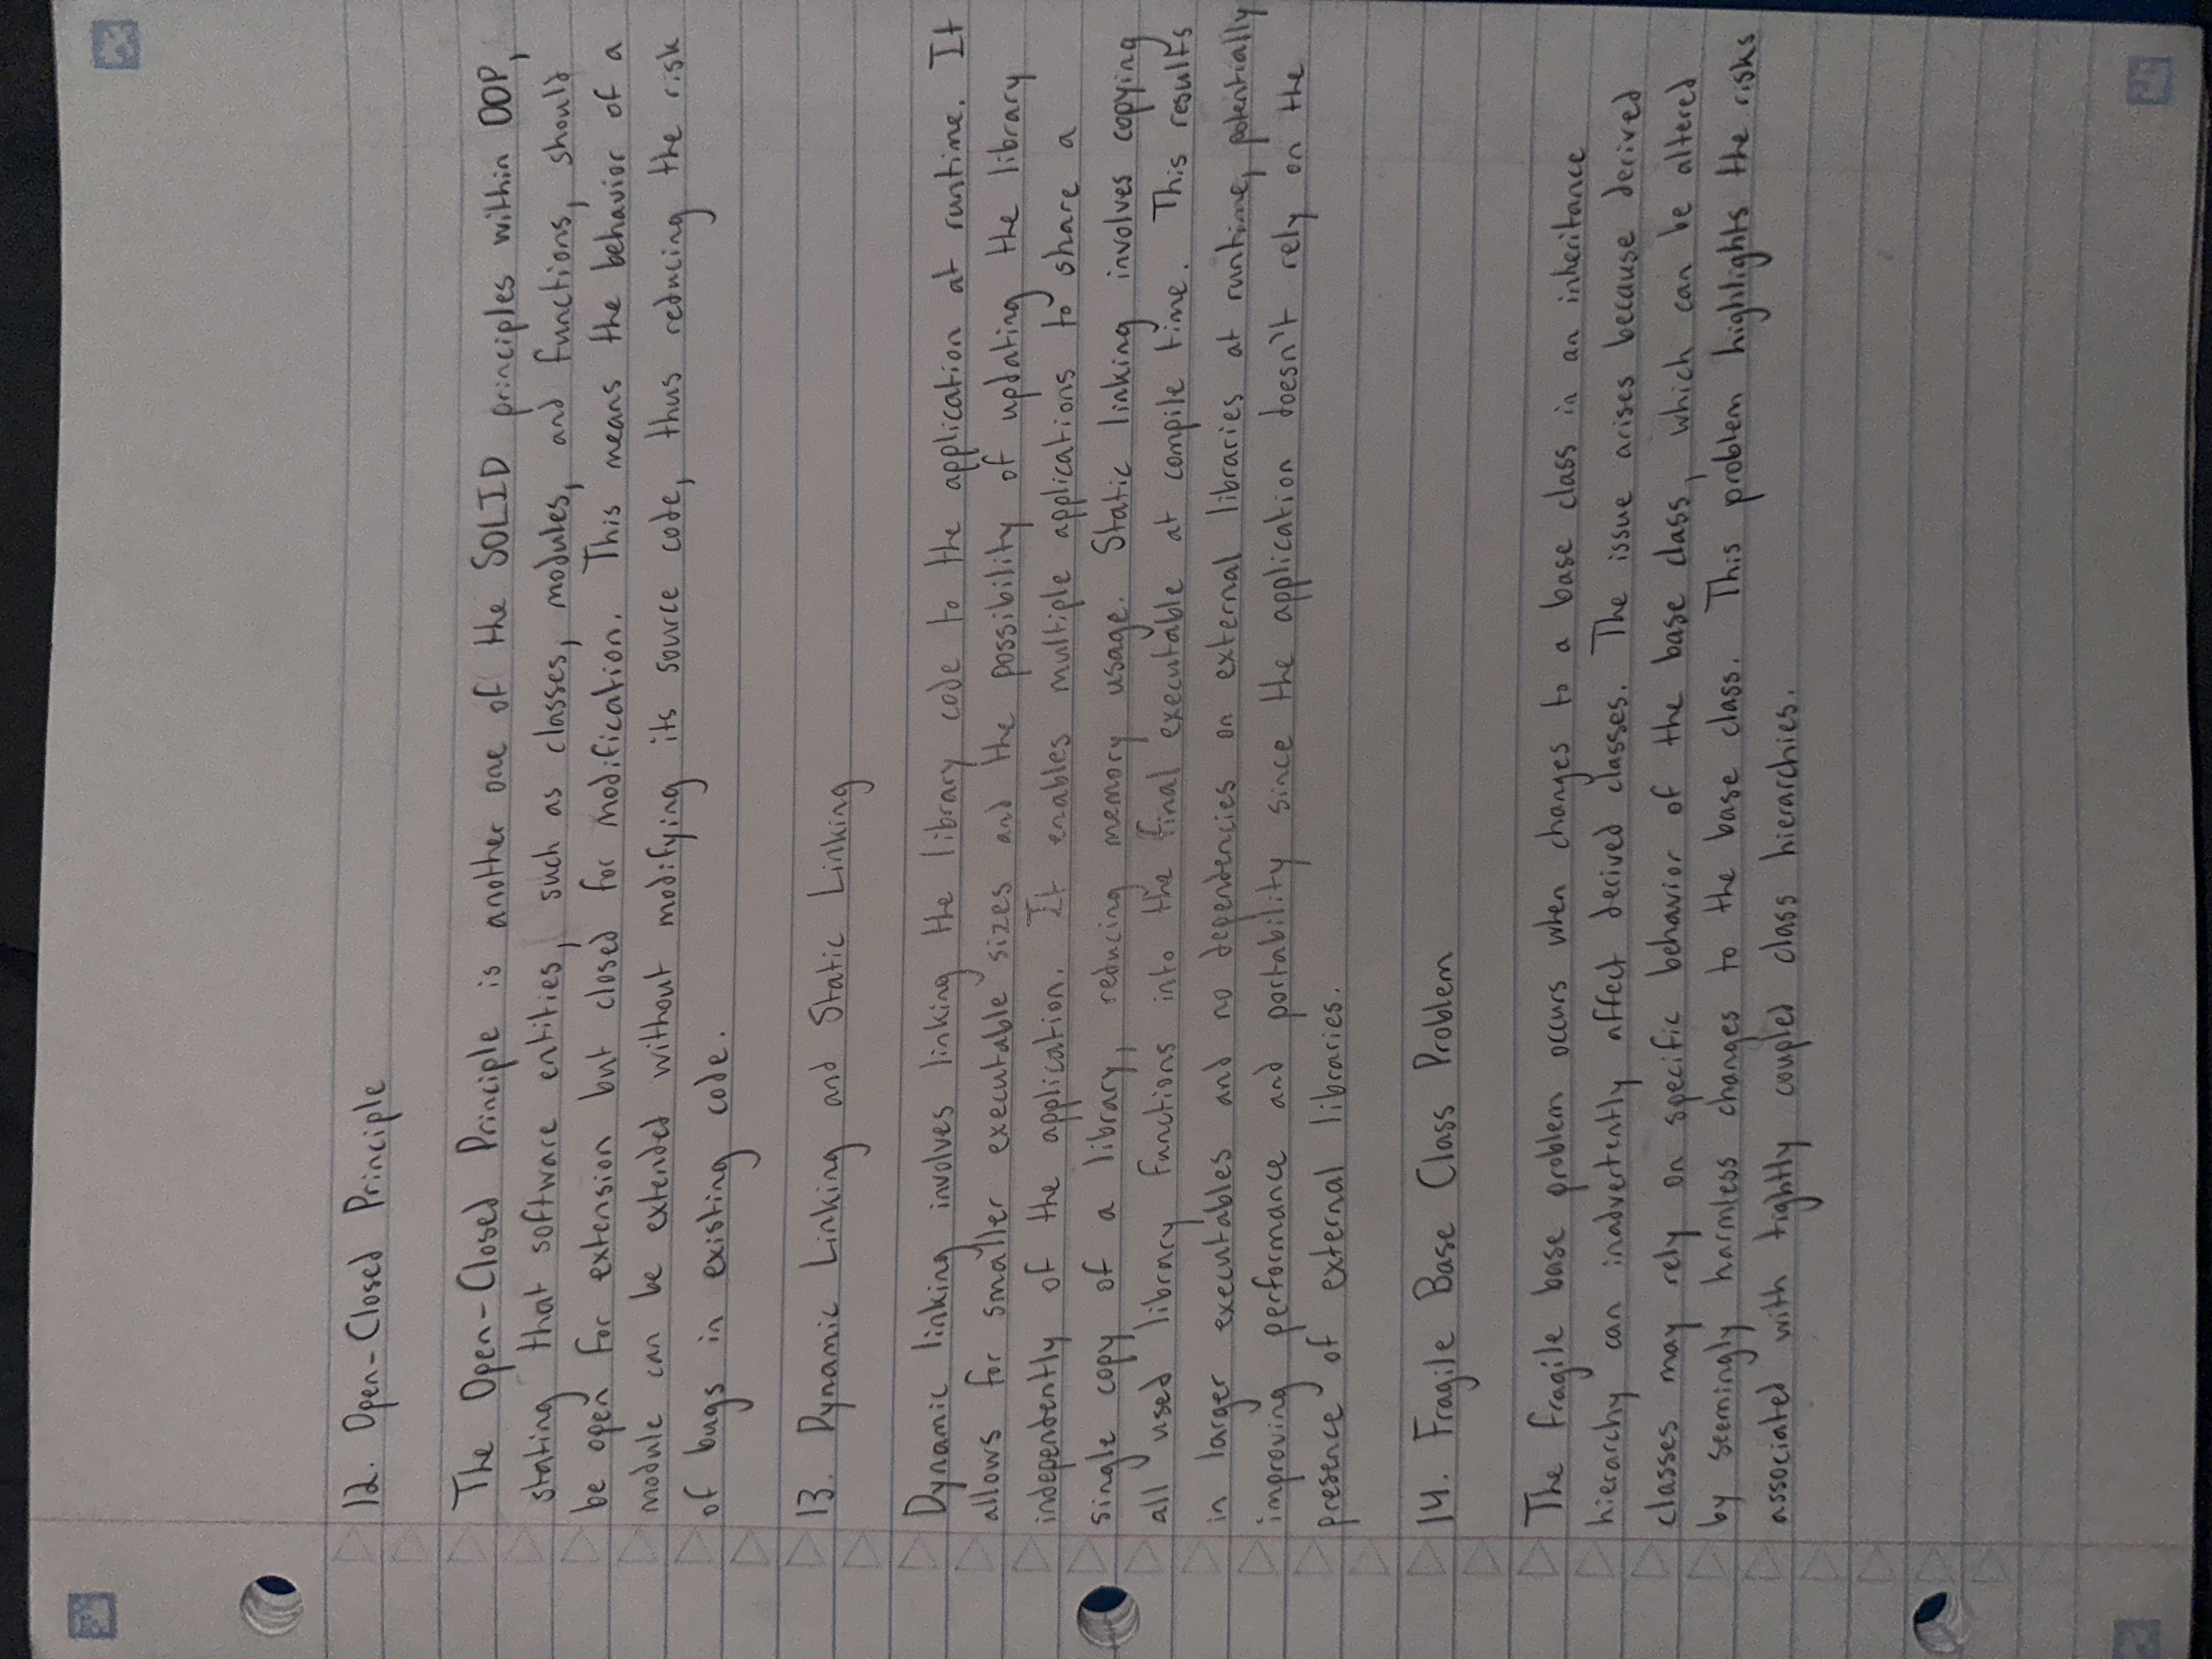 12. Open-Closed Principle
The Open-Closed Principle is another one of the SOLID principles within OOP,
stating that software entities, such as classes, modules, and functions, should
be open for extension but closed for modification. This means the behavior of a
module can be extended without modifying its source code, thus reducing the risk
of bugs in existing code.
13. Dynamic Linking and Static Linking
Dynamic linking involves linking the library code to the application at runtime. It
allows for smaller executable sizes and the possibility of updating the library
independently of the application. It enables multiple applications to share a
single copy of a library, reducing memory usage. Static linking involves copying
all used library functions into the final executable at compile time. This results
in larger executables and no dependencies on external libraries at runtime, potentially
improving performance and portability since the application doesn't rely on the
presence of external libraries.
14. Fragile Base Class Problem
The fragile base problem occurs when changes to a base class in an inheritance
hierarchy can inadvertently affect derived classes. The issue arises because derived
classes may rely on specific behavior of the base class, which can be altered
by seemingly harmless changes to the base class. This problem highlights the risks
associated with tightly coupled class hierarchies.